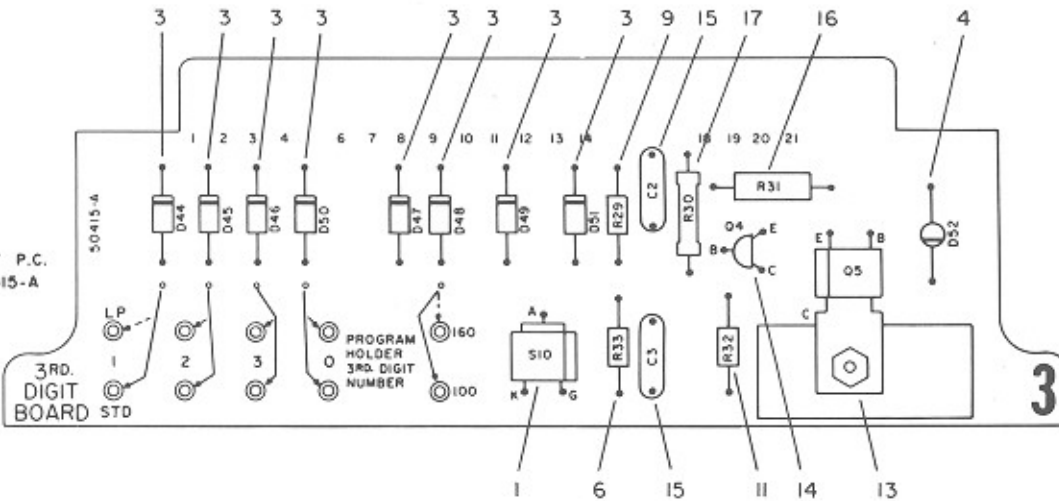 3 3 3 3 3 3 3 3 9 15 17 16 4
1 2 3 4 6 7 8 9 10 11 12 13 14 18 19 20 21
50415-A
D44 D45 D46 D50 D47 D48 D49 D51 R29 C2 R30 R31 D52
Q4 E B C
E B Q5 C
P.C.
15-A
LP
1 2 3 0
STD
160
100
PROGRAM
HOLDER
3RD. DIGIT
NUMBER
A S10 K G
R33 C3 R32
3RD.
DIGIT
BOARD
3
1 6 15 11 14 13